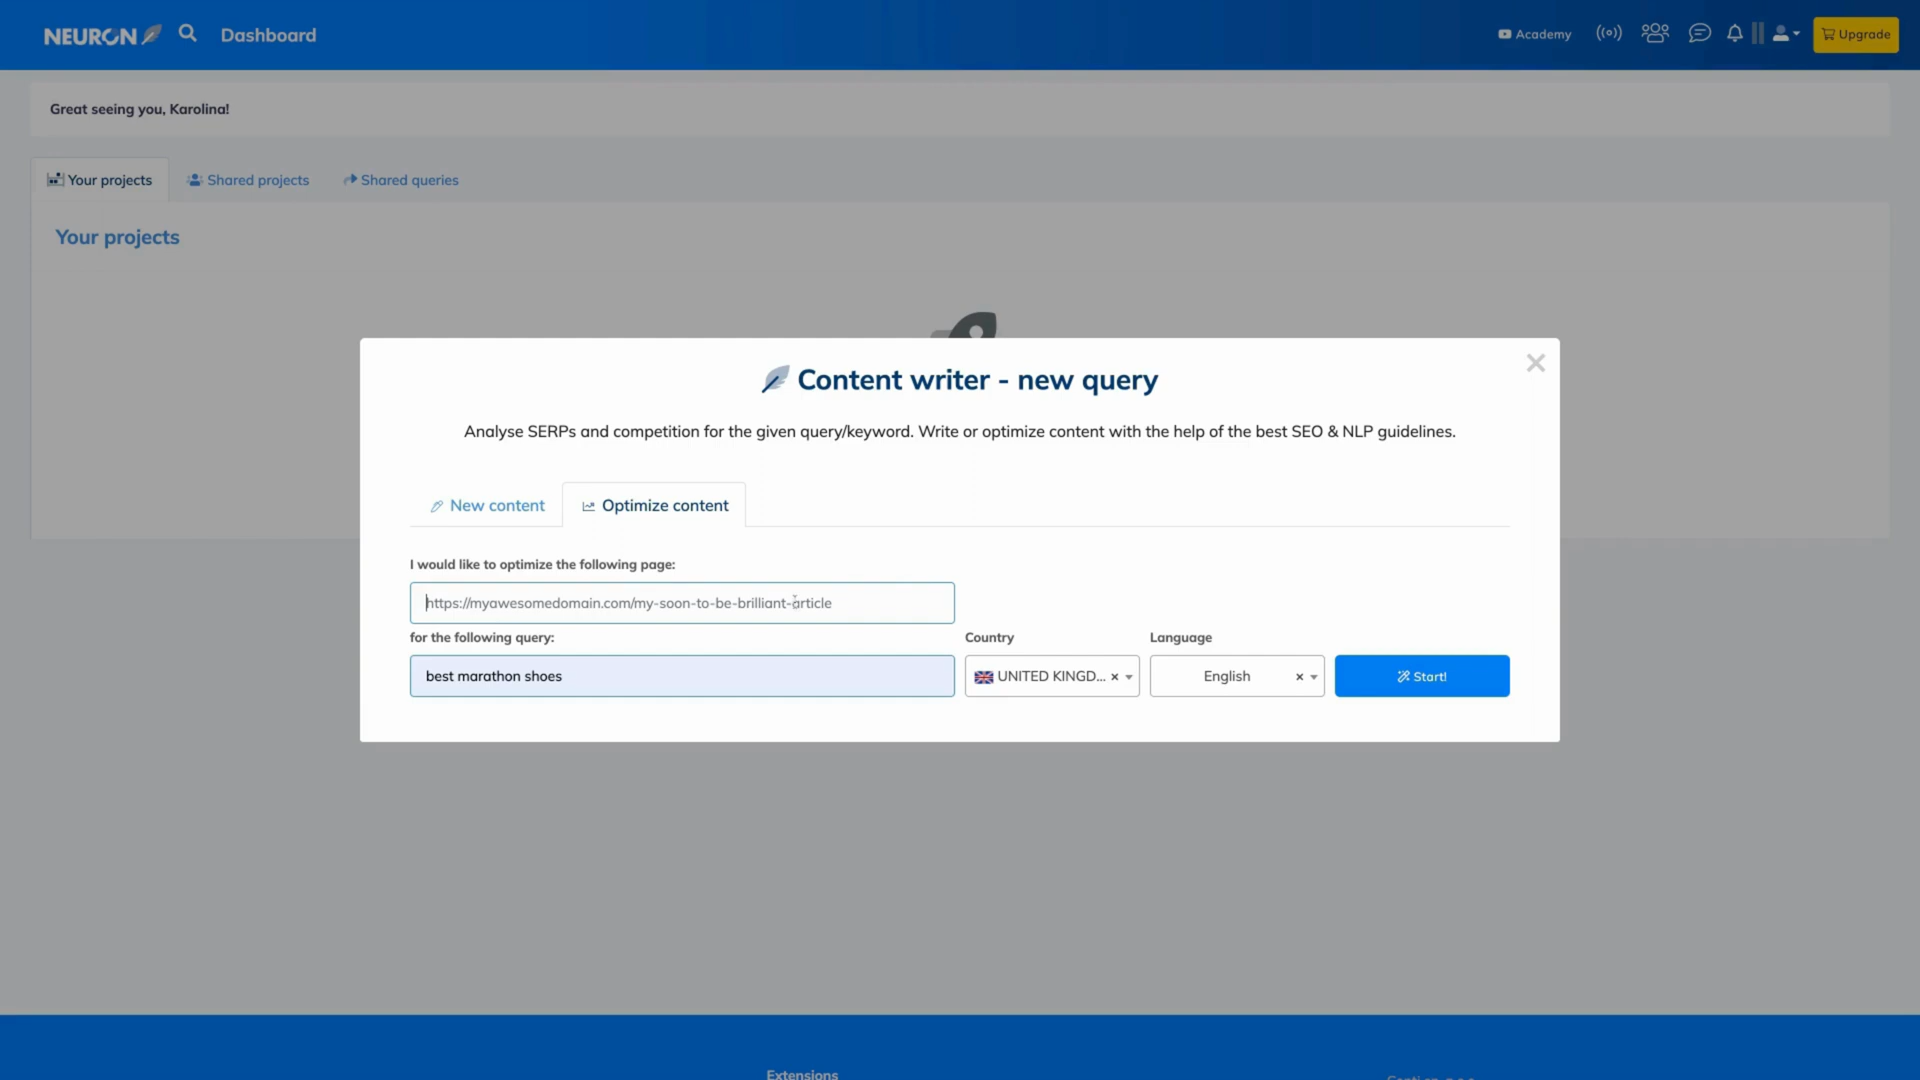 NEURON
Dashboard
Academy
Upgrade
Great seeing you, Karolina!
Your projects
Shared projects
Shared queries
Your projects
Content writer - new query
Analyse SERPs and competition for the given query/keyword. Write or optimize content with the help of the best SEO & NLP guidelines.
New content
Optimize content
I would like to optimize the following page:
https://myawesomedomain.com/my-soon-to-be-brilliant-article
for the following query:
Country
Language
best marathon shoes
UNITED KINGD...
English
Start!
Extensions